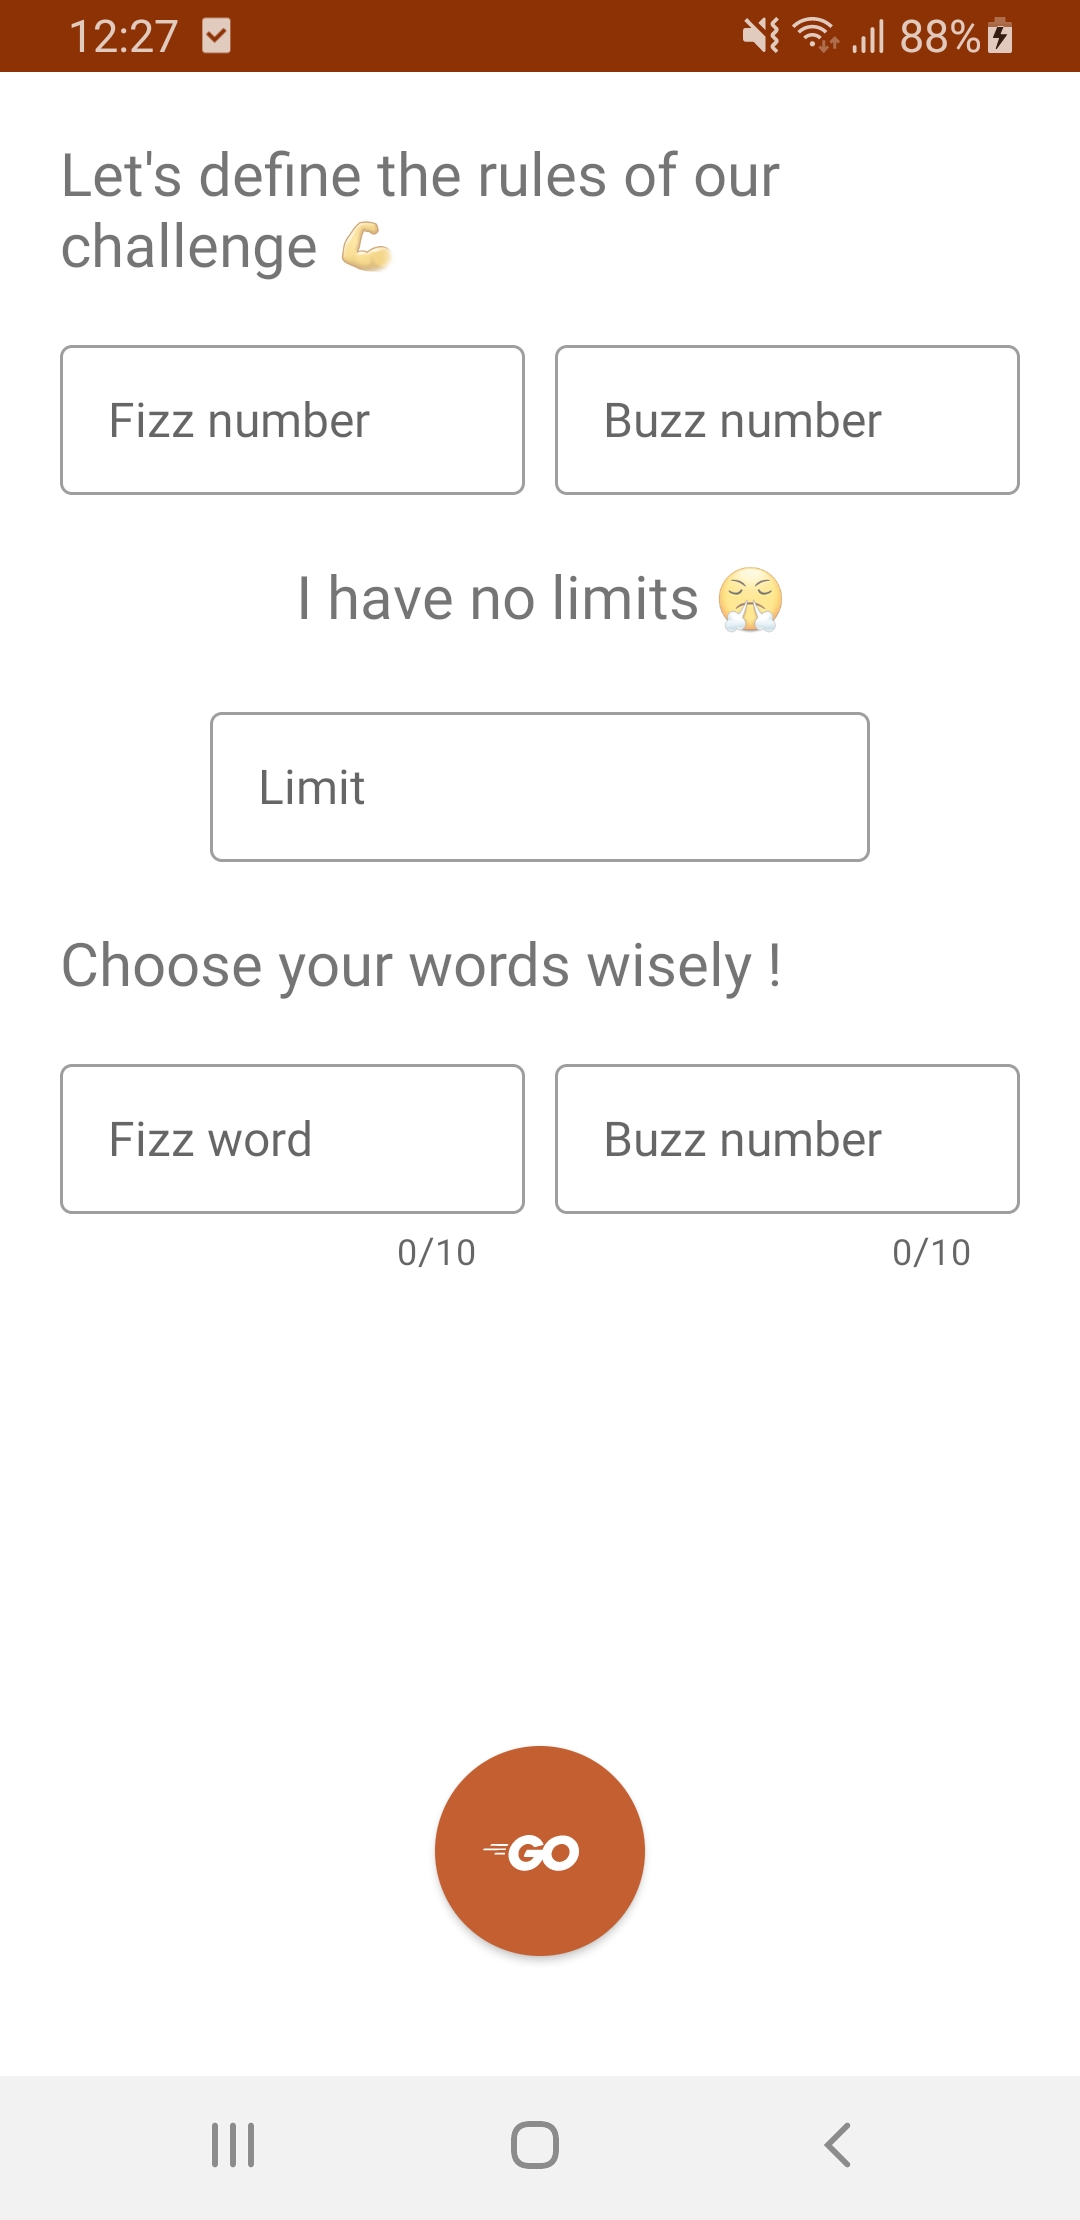 12:27 88%
Let's define the rules of our
challenge 💪
Fizz number Buzz number
I have no limits 😤
Limit
Choose your words wisely !
Fizz word Buzz number
0/10 0/10
GO